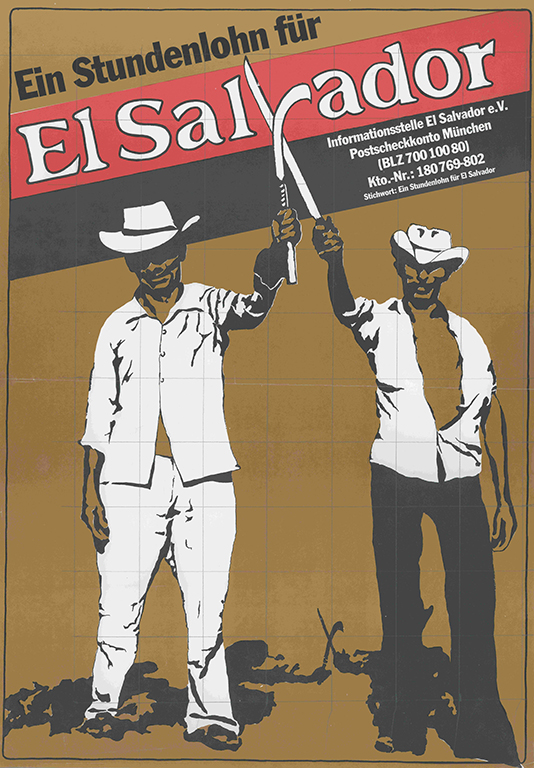 Ein Stundenlohn für
El Salvador
Informationsstelle El Salvador e.V.
Postscheckkonto München
(BLZ 700 100 80)
Kto.-Nr.: 180 769-802
Stichwort: Ein Stundenlohn für El Salvador